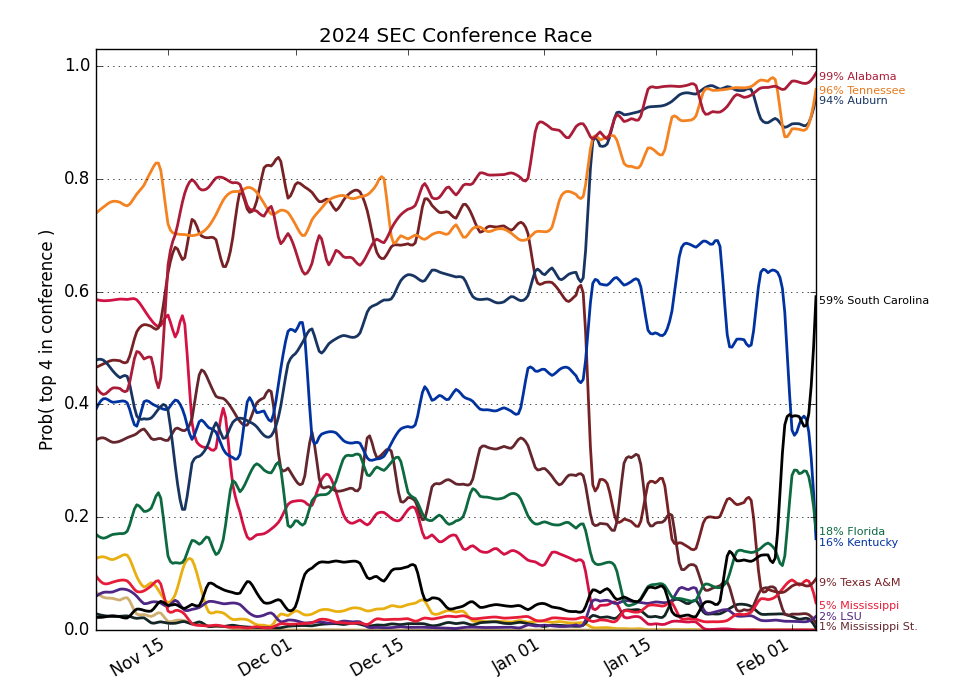 2024 SEC Conference Race
Prob( top 4 in conference )
1.0
0.8
0.6
0.4
0.2
0.0
99% Alabama
96% Tennessee
94% Auburn
59% South Carolina
18% Florida
16% Kentucky
9% Texas A&M
5% Mississippi
2% LSU
1% Mississippi St.
Nov 15
Dec 01
Dec 15
Jan 01
Jan 15
Feb 01